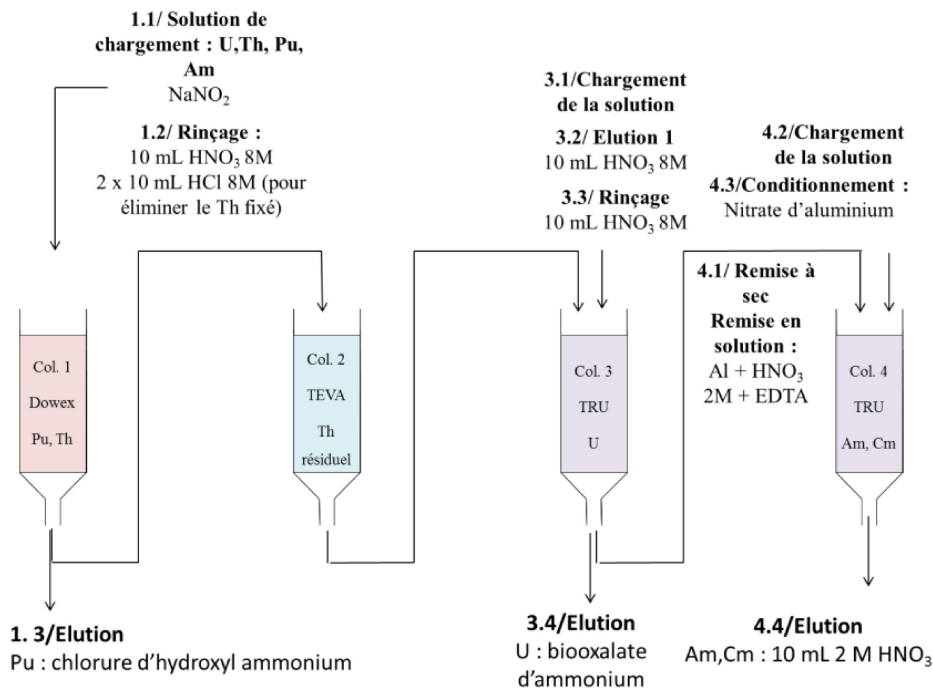 1.1/ Solution de
chargement : U,Th, Pu,
Am
NaNO₂
1.2/ Rinçage :
10 mL HNO₃ 8M
2 x 10 mL HCl 8M (pour
éliminer le Th fixé)
3.1/Chargement
de la solution
3.2/ Elution 1
10 mL HNO₃ 8M
3.3/ Rinçage
10 mL HNO₃ 8M
4.2/Chargement
de la solution
4.3/Conditionnement :
Nitrate d'aluminium
4.1/ Remise à
sec
Remise en
solution :
Al + HNO₃
2M + EDTA
Col. 1
Dowex
Pu, Th
Col. 2
TEVA
Th
résiduel
Col. 3
TRU
U
Col. 4
TRU
Am, Cm
1. 3/Elution
Pu : chlorure d'hydroxyl ammonium
3.4/Elution
U : biooxalate
d'ammonium
4.4/Elution
Am,Cm : 10 mL 2 M HNO₃